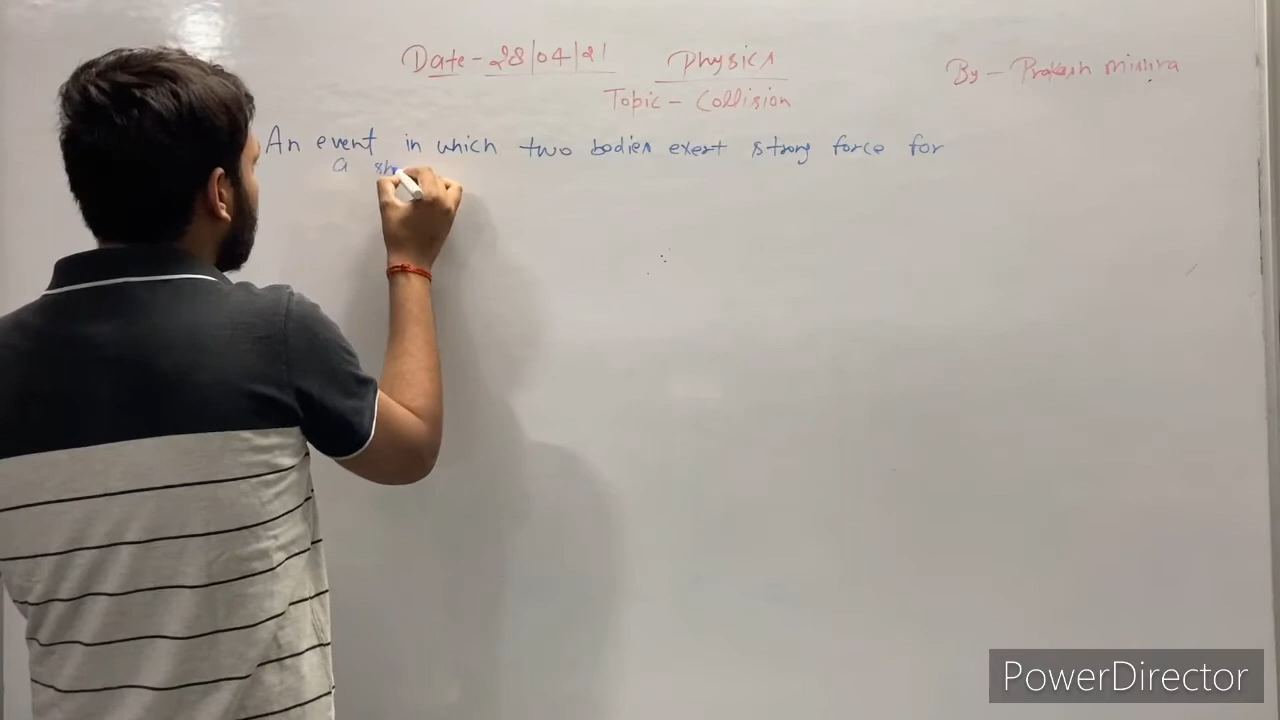 Date - 28/04/21 Physics By - Prakash Mishra
Topic - Collision
An event in which two bodies exert strong force for
a sh
PowerDirector